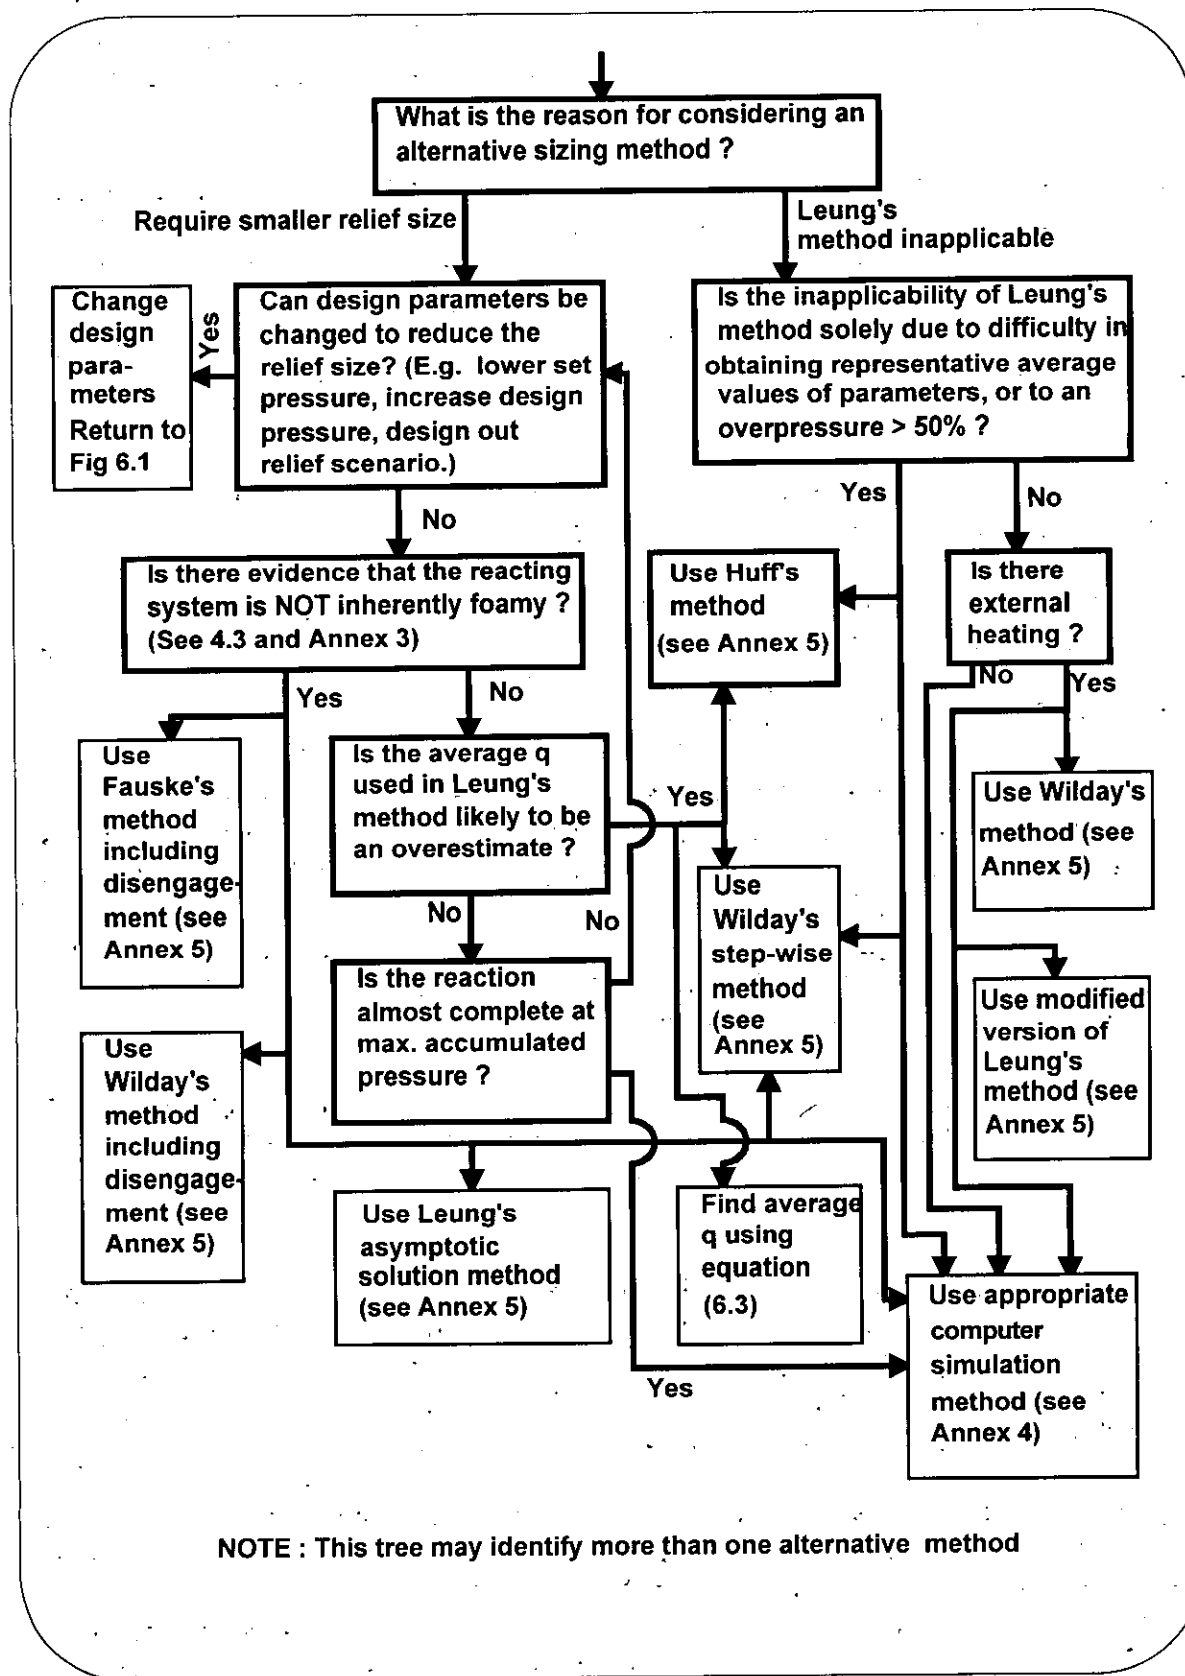 What is the reason for considering an
alternative sizing method ?
Require smaller relief size
Leung's
method inapplicable
Change
design
para-
meters
Return to
Fig 6.1
Yes
Can design parameters be
changed to reduce the
relief size? (E.g. lower set
pressure, increase design
pressure, design out
relief scenario.)
Is the inapplicability of Leung's
method solely due to difficulty in
obtaining representative average
values of parameters, or to an
overpressure > 50% ?
No
Yes
No
Is there evidence that the reacting
system is NOT inherently foamy ?
(See 4.3 and Annex 3)
Use Huff's
method
(see Annex 5)
Is there
external
heating ?
Yes
No
No
Yes
Use
Fauske's
method
including
disengage-
ment (see
Annex 5)
Is the average q
used in Leung's
method likely to be
an overestimate ?
Yes
Use Wilday's
method (see
Annex 5)
No
No
Use
Wilday's
step-wise
method
(see
Annex 5)
Is the reaction
almost complete at
max. accumulated
pressure ?
Use modified
version of
Leung's
method (see
Annex 5)
Use
Wilday's
method
including
disengage-
ment (see
Annex 5)
Use Leung's
asymptotic
solution method
(see Annex 5)
Find average
q using
equation
(6.3)
Use appropriate
computer
simulation
method (see
Annex 4)
Yes
NOTE : This tree may identify more than one alternative method